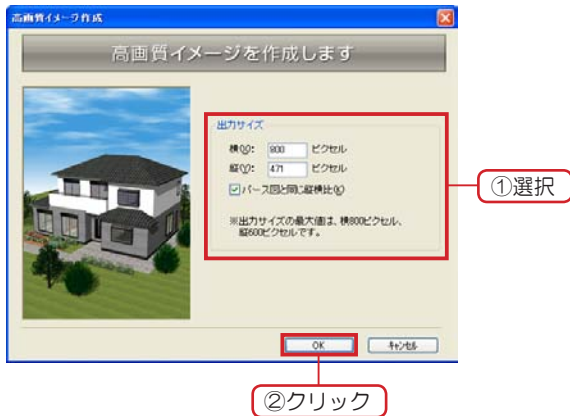 高画質イメージ作成
高画質イメージを作成します
出力サイズ
横(X): 800 ピクセル
縦(Y): 471 ピクセル
パース図と同じ縦横比(K)
※出力サイズの最大値は、横800ピクセル、
縦600ピクセルです。
①選択
OK キャンセル
②クリック